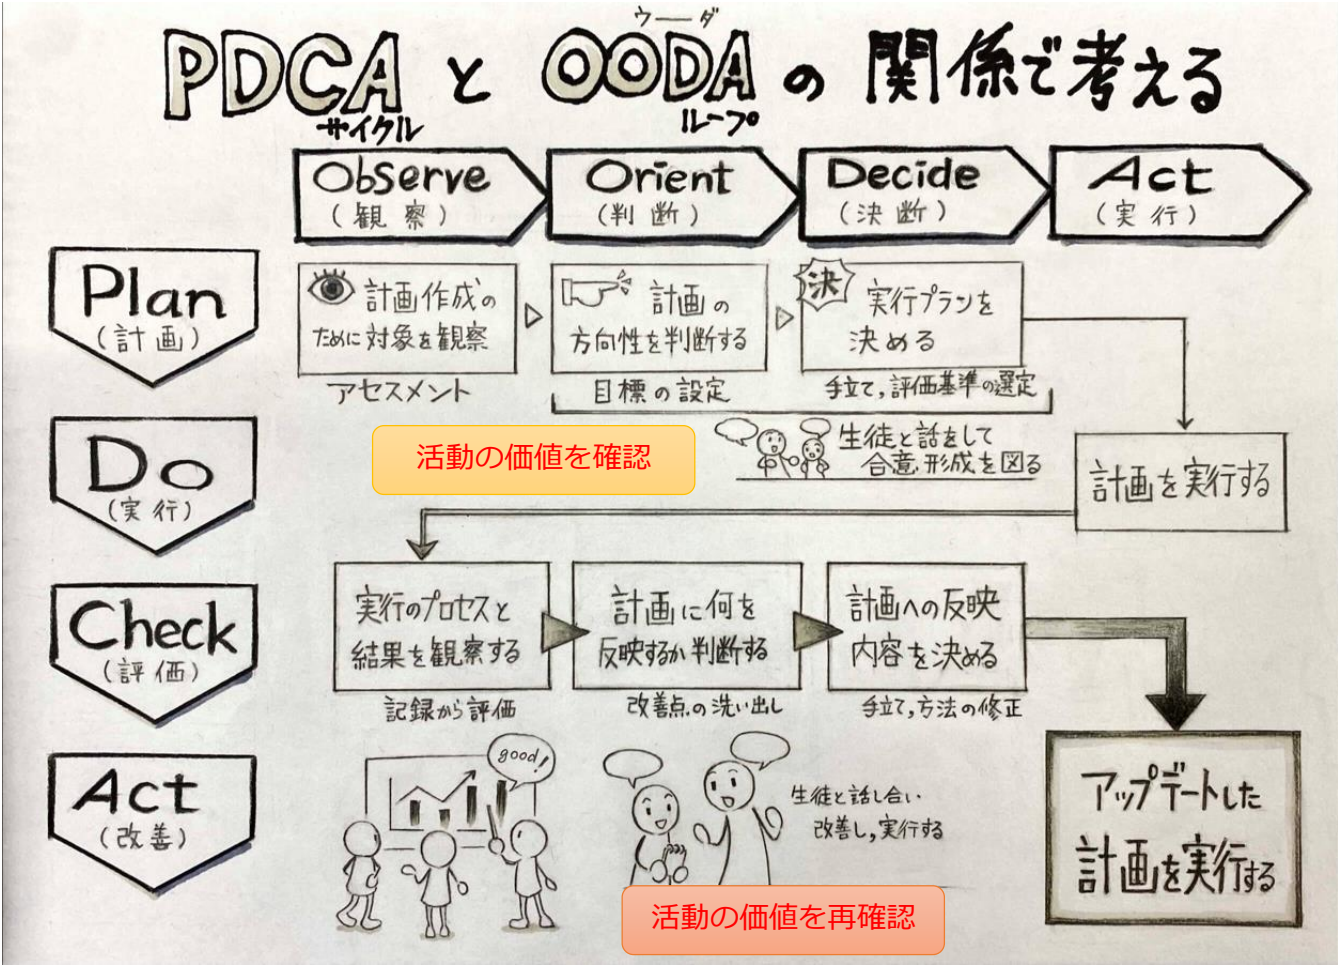 ウーダ
PDCAとOODAの関係で考える
サイクル
ループ
Observe
(観察)
Orient
(判断)
Decide
(決断)
Act
(実行)
Plan
(計画)
計画作成の
ために対象を観察
アセスメント
計画の
方向性を判断する
目標の設定
決
実行プランを
決める
手立て,評価基準の選定
Do
(実行)
活動の価値を確認
生徒と話をして
合意形成を図る
計画を実行する
Check
(評価)
実行のプロセスと
結果を観察する
記録から評価
計画に何を
反映するか判断する
改善点の洗い出し
計画への反映
内容を決める
手立て,方法の修正
Act
(改善)
good!
生徒と話し合い
改善し,実行する
アップデートした
計画を実行する
活動の価値を再確認